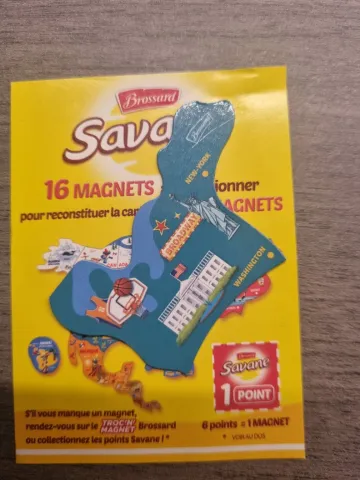 Brossard
Sava
Brossard
16 MAGNETS
ionner
pour reconstituer la car
AGNETS
NEW-YORK
BROADWAY
WASHINGTON
Brossard
Savane
1 POINT
S'il vous manque un magnet,
rendez-vous sur le TROC'N' MAGNET Brossard
ou collectionnez les points Savane ! *
6 points = 1 MAGNET
* VOIR AU DOS